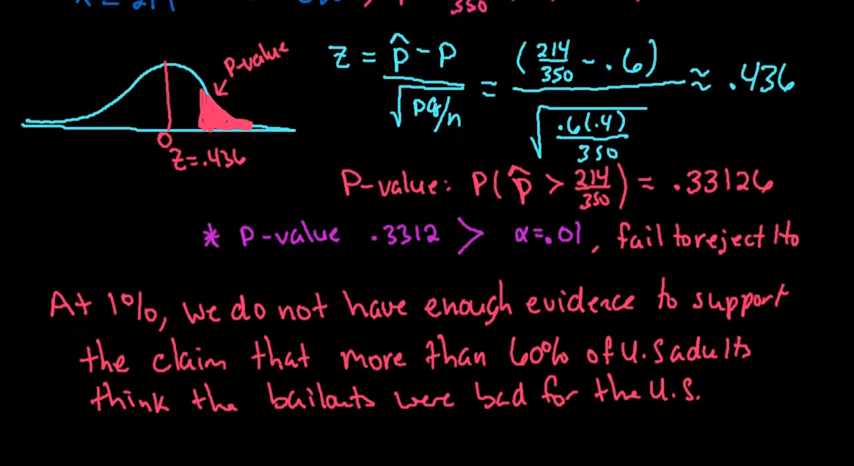 350
P-value
z = p̂ - p / √pq/n = (214/350 - .6) / √.6(.4)/350 ≈ .436
0
z = .436
P-value: P(p̂ > 214/350) = .33126
* P-value .3312 > α=.01, fail to reject Ho
At 1%, we do not have enough evidence to support
the claim that more than 60% of U.S adults
think the bailouts were bad for the U.S.